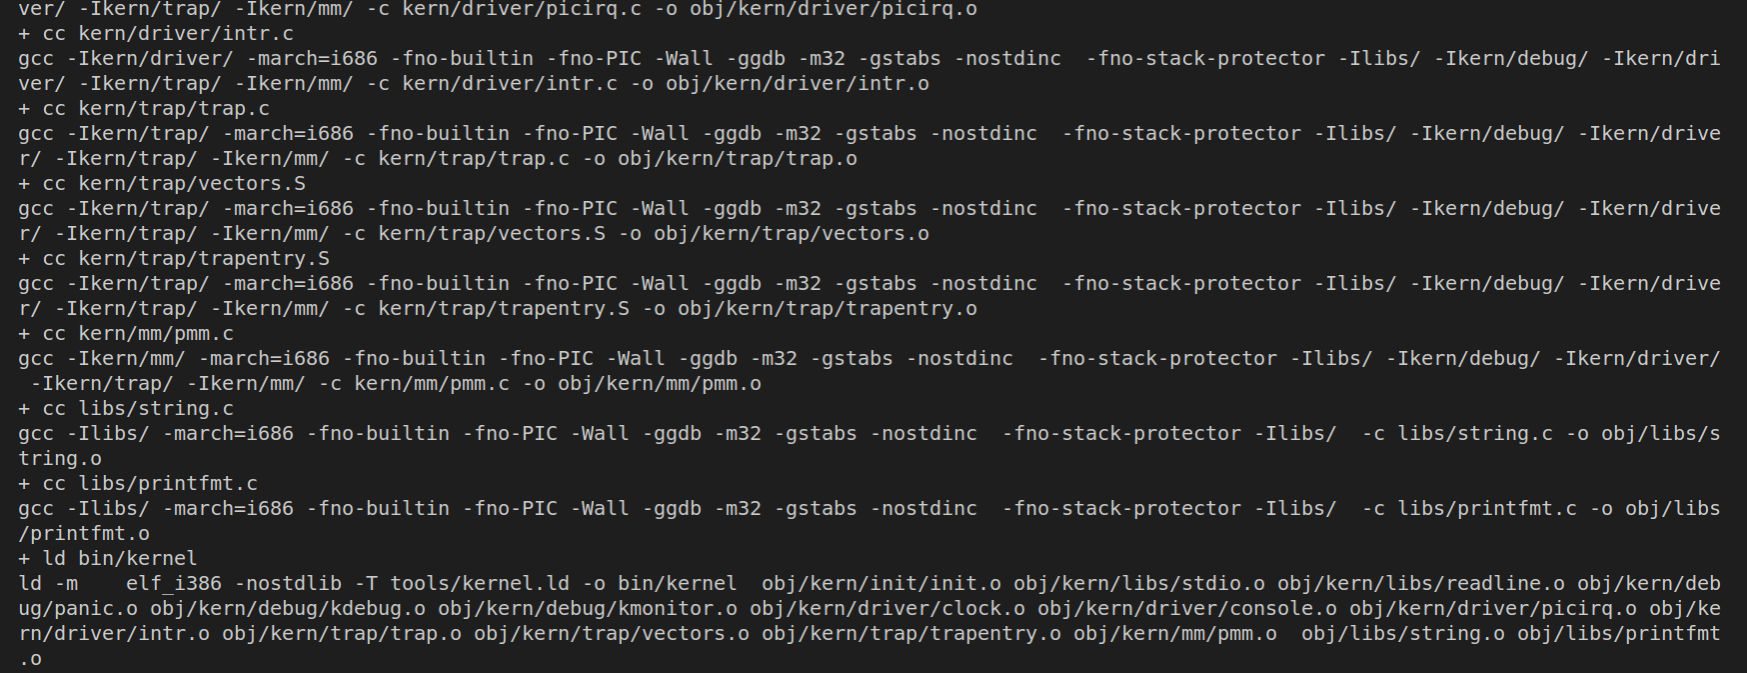 ver/ -Ikern/trap/ -Ikern/mm/ -c kern/driver/picirq.c -o obj/kern/driver/picirq.o
+ cc kern/driver/intr.c
gcc -Ikern/driver/ -march=i686 -fno-builtin -fno-PIC -Wall -ggdb -m32 -gstabs -nostdinc  -fno-stack-protector -Ilibs/ -Ikern/debug/ -Ikern/dri
ver/ -Ikern/trap/ -Ikern/mm/ -c kern/driver/intr.c -o obj/kern/driver/intr.o
+ cc kern/trap/trap.c
gcc -Ikern/trap/ -march=i686 -fno-builtin -fno-PIC -Wall -ggdb -m32 -gstabs -nostdinc  -fno-stack-protector -Ilibs/ -Ikern/debug/ -Ikern/drive
r/ -Ikern/trap/ -Ikern/mm/ -c kern/trap/trap.c -o obj/kern/trap/trap.o
+ cc kern/trap/vectors.S
gcc -Ikern/trap/ -march=i686 -fno-builtin -fno-PIC -Wall -ggdb -m32 -gstabs -nostdinc  -fno-stack-protector -Ilibs/ -Ikern/debug/ -Ikern/drive
r/ -Ikern/trap/ -Ikern/mm/ -c kern/trap/vectors.S -o obj/kern/trap/vectors.o
+ cc kern/trap/trapentry.S
gcc -Ikern/trap/ -march=i686 -fno-builtin -fno-PIC -Wall -ggdb -m32 -gstabs -nostdinc  -fno-stack-protector -Ilibs/ -Ikern/debug/ -Ikern/drive
r/ -Ikern/trap/ -Ikern/mm/ -c kern/trap/trapentry.S -o obj/kern/trap/trapentry.o
+ cc kern/mm/pmm.c
gcc -Ikern/mm/ -march=i686 -fno-builtin -fno-PIC -Wall -ggdb -m32 -gstabs -nostdinc  -fno-stack-protector -Ilibs/ -Ikern/debug/ -Ikern/driver/
 -Ikern/trap/ -Ikern/mm/ -c kern/mm/pmm.c -o obj/kern/mm/pmm.o
+ cc libs/string.c
gcc -Ilibs/ -march=i686 -fno-builtin -fno-PIC -Wall -ggdb -m32 -gstabs -nostdinc  -fno-stack-protector -Ilibs/  -c libs/string.c -o obj/libs/s
tring.o
+ cc libs/printfmt.c
gcc -Ilibs/ -march=i686 -fno-builtin -fno-PIC -Wall -ggdb -m32 -gstabs -nostdinc  -fno-stack-protector -Ilibs/  -c libs/printfmt.c -o obj/libs
/printfmt.o
+ ld bin/kernel
ld -m    elf_i386 -nostdlib -T tools/kernel.ld -o bin/kernel  obj/kern/init/init.o obj/kern/libs/stdio.o obj/kern/libs/readline.o obj/kern/deb
ug/panic.o obj/kern/debug/kdebug.o obj/kern/debug/kmonitor.o obj/kern/driver/clock.o obj/kern/driver/console.o obj/kern/driver/picirq.o obj/ke
rn/driver/intr.o obj/kern/trap/trap.o obj/kern/trap/vectors.o obj/kern/trap/trapentry.o obj/kern/mm/pmm.o  obj/libs/string.o obj/libs/printfmt
.o